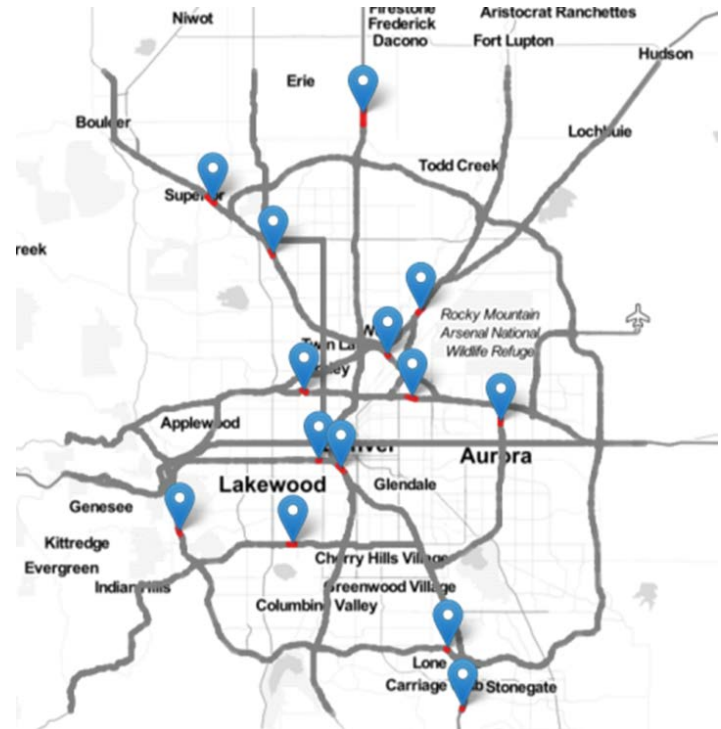 Niwot
Firestone
Frederick
Dacono
Aristocrat Ranchettes
Fort Lupton
Hudson
Erie
Boulder
Lochbuie
Todd Creek
Superior
reek
Rocky Mountain
Arsenal National
Wildlife Refuge
Applewood
Aurora
Lakewood
Glendale
Genesee
Kittredge
Evergreen
Cherry Hills Village
Indian Hills
Greenwood Village
Columbine Valley
Lone
Carriage
Stonegate